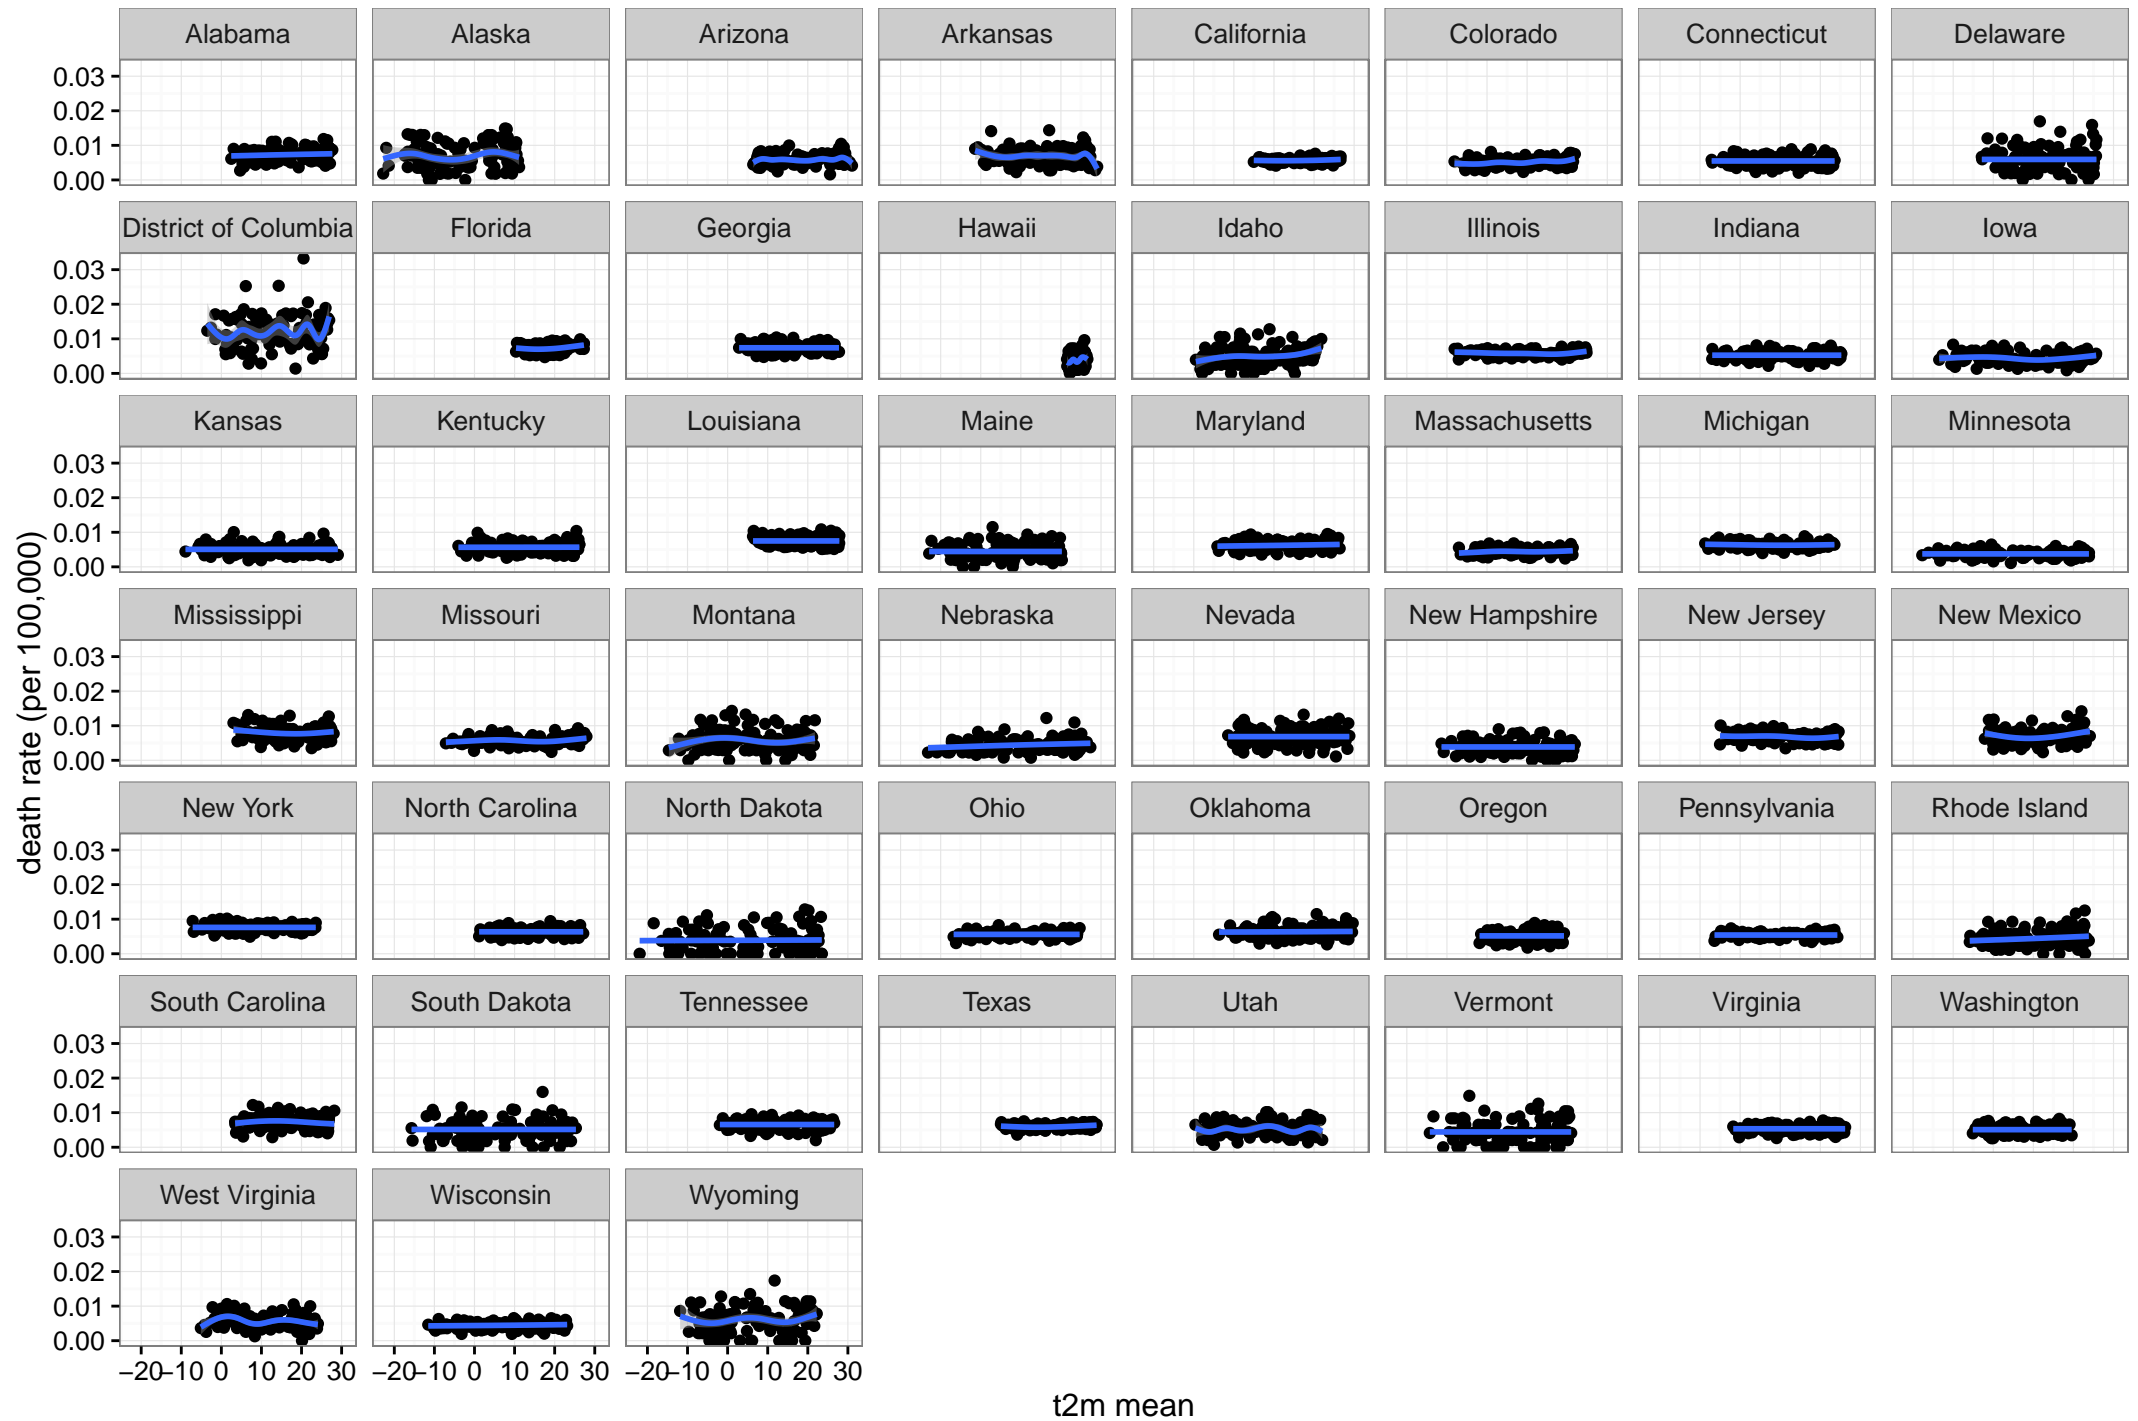 Alabama Alaska Arizona Arkansas California Colorado Connecticut Delaware
0.03
0.02
0.01
0.00
District of Columbia Florida Georgia Hawaii Idaho Illinois Indiana Iowa
0.03
0.02
0.01
0.00
Kansas Kentucky Louisiana Maine Maryland Massachusetts Michigan Minnesota
0.03
0.02
0.01
0.00
Mississippi Missouri Montana Nebraska Nevada New Hampshire New Jersey New Mexico
0.03
0.02
0.01
0.00
New York North Carolina North Dakota Ohio Oklahoma Oregon Pennsylvania Rhode Island
0.03
0.02
0.01
0.00
South Carolina South Dakota Tennessee Texas Utah Vermont Virginia Washington
0.03
0.02
0.01
0.00
West Virginia Wisconsin Wyoming
0.03
0.02
0.01
0.00
−20 −10 0 10 20 30 −20 −10 0 10 20 30 −20 −10 0 10 20 30
t2m mean
death rate (per 100,000)